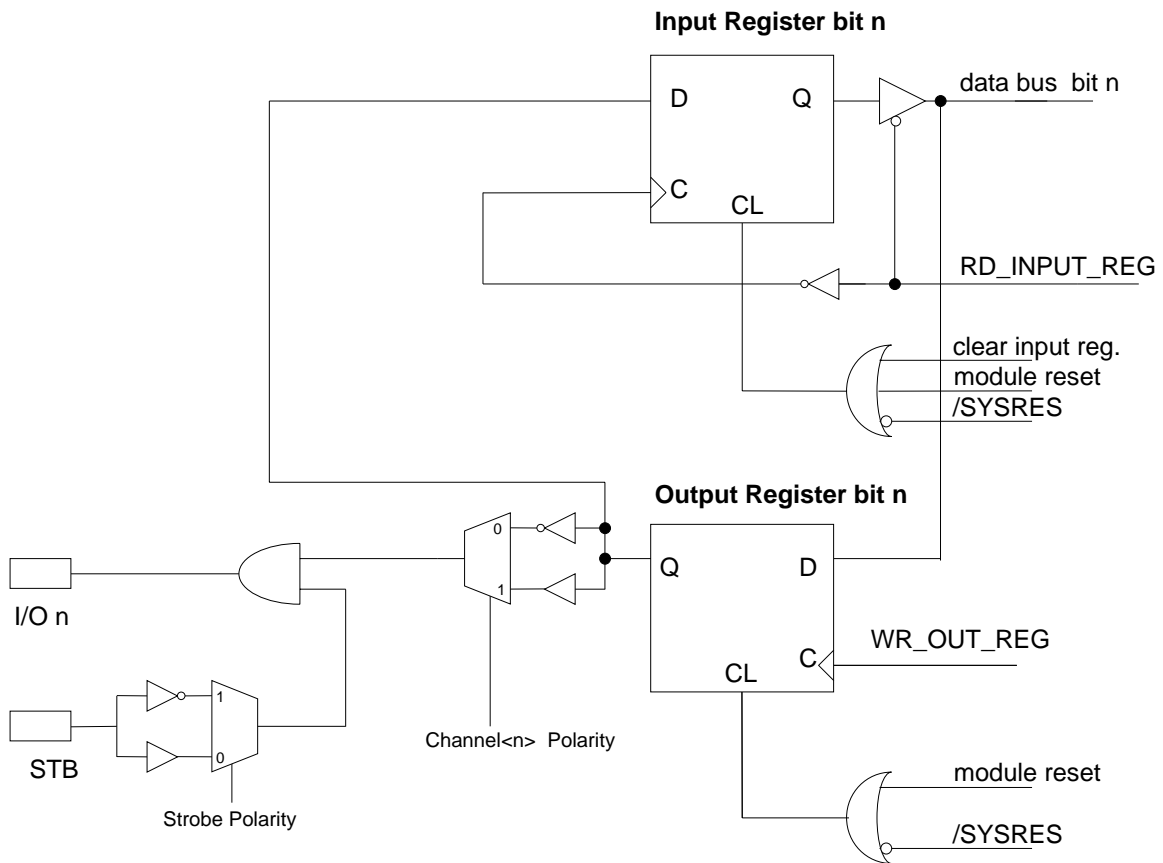 Input Register bit n
D
Q
data bus bit n
C
CL
RD_INPUT_REG
clear input reg.
module reset
/SYSRES
Output Register bit n
0
1
Q
D
I/O n
WR_OUT_REG
C
CL
1
0
STB
Channel<n> Polarity
Strobe Polarity
module reset
/SYSRES